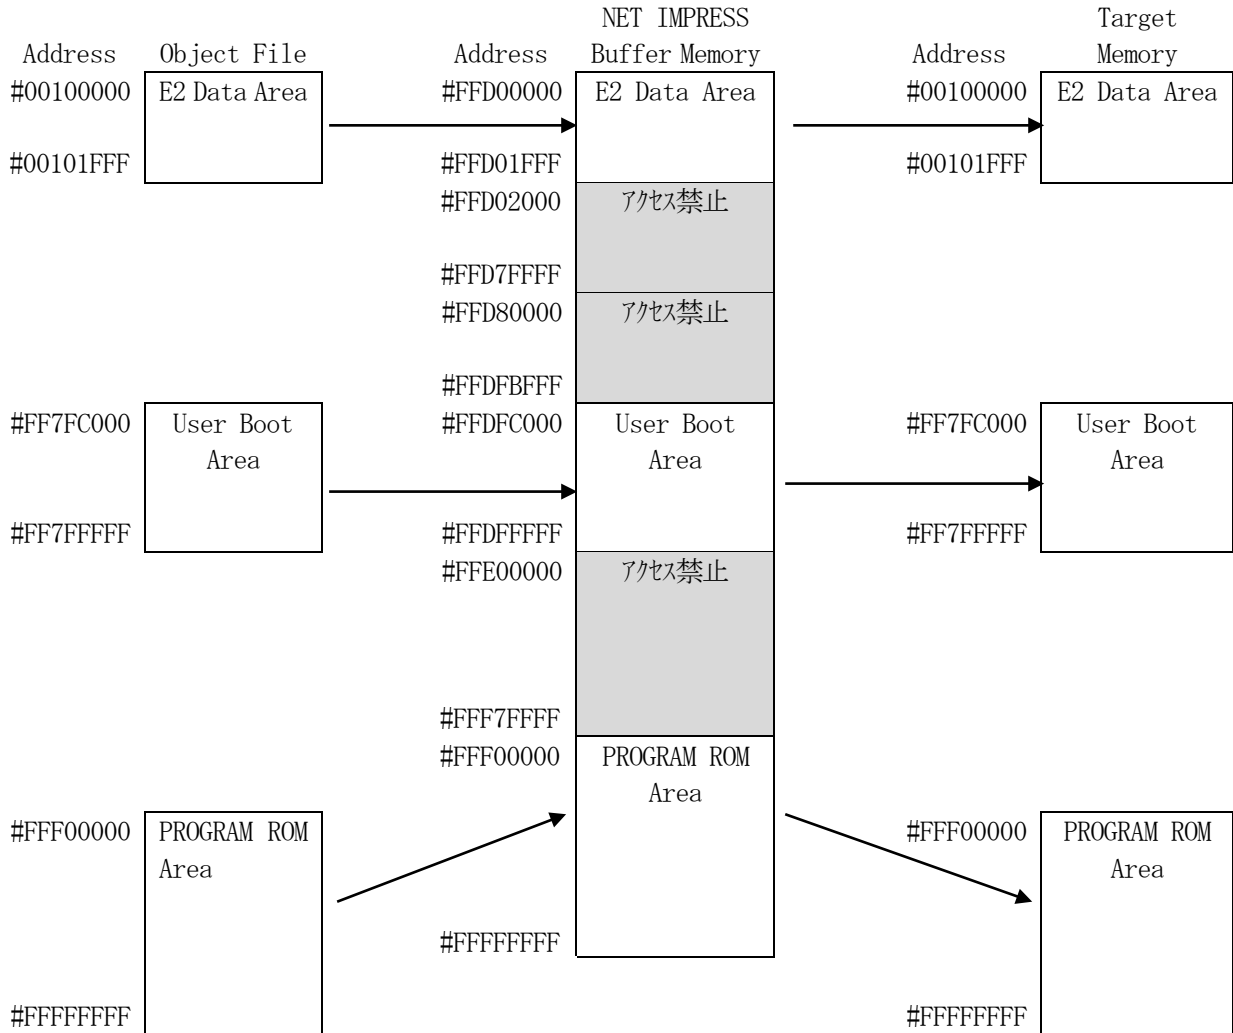 NET IMPRESS Target
Address Object File Address Buffer Memory Address Memory
#00100000 E2 Data Area #FFD00000 E2 Data Area #00100000 E2 Data Area
#00101FFF #FFD01FFF #00101FFF
#FFD02000 アクセス禁止
#FFD7FFFF
#FFD80000 アクセス禁止
#FFDFBFFF
#FF7FC000 User Boot #FFDFC000 User Boot #FF7FC000 User Boot
Area Area Area
#FF7FFFFF #FFDFFFFF #FF7FFFFF
#FFE00000 アクセス禁止
#FFF7FFFF
#FFF00000 PROGRAM ROM
Area
#FFF00000 PROGRAM ROM #FFF00000 PROGRAM ROM
Area Area
#FFFFFFFF
#FFFFFFFF #FFFFFFFF